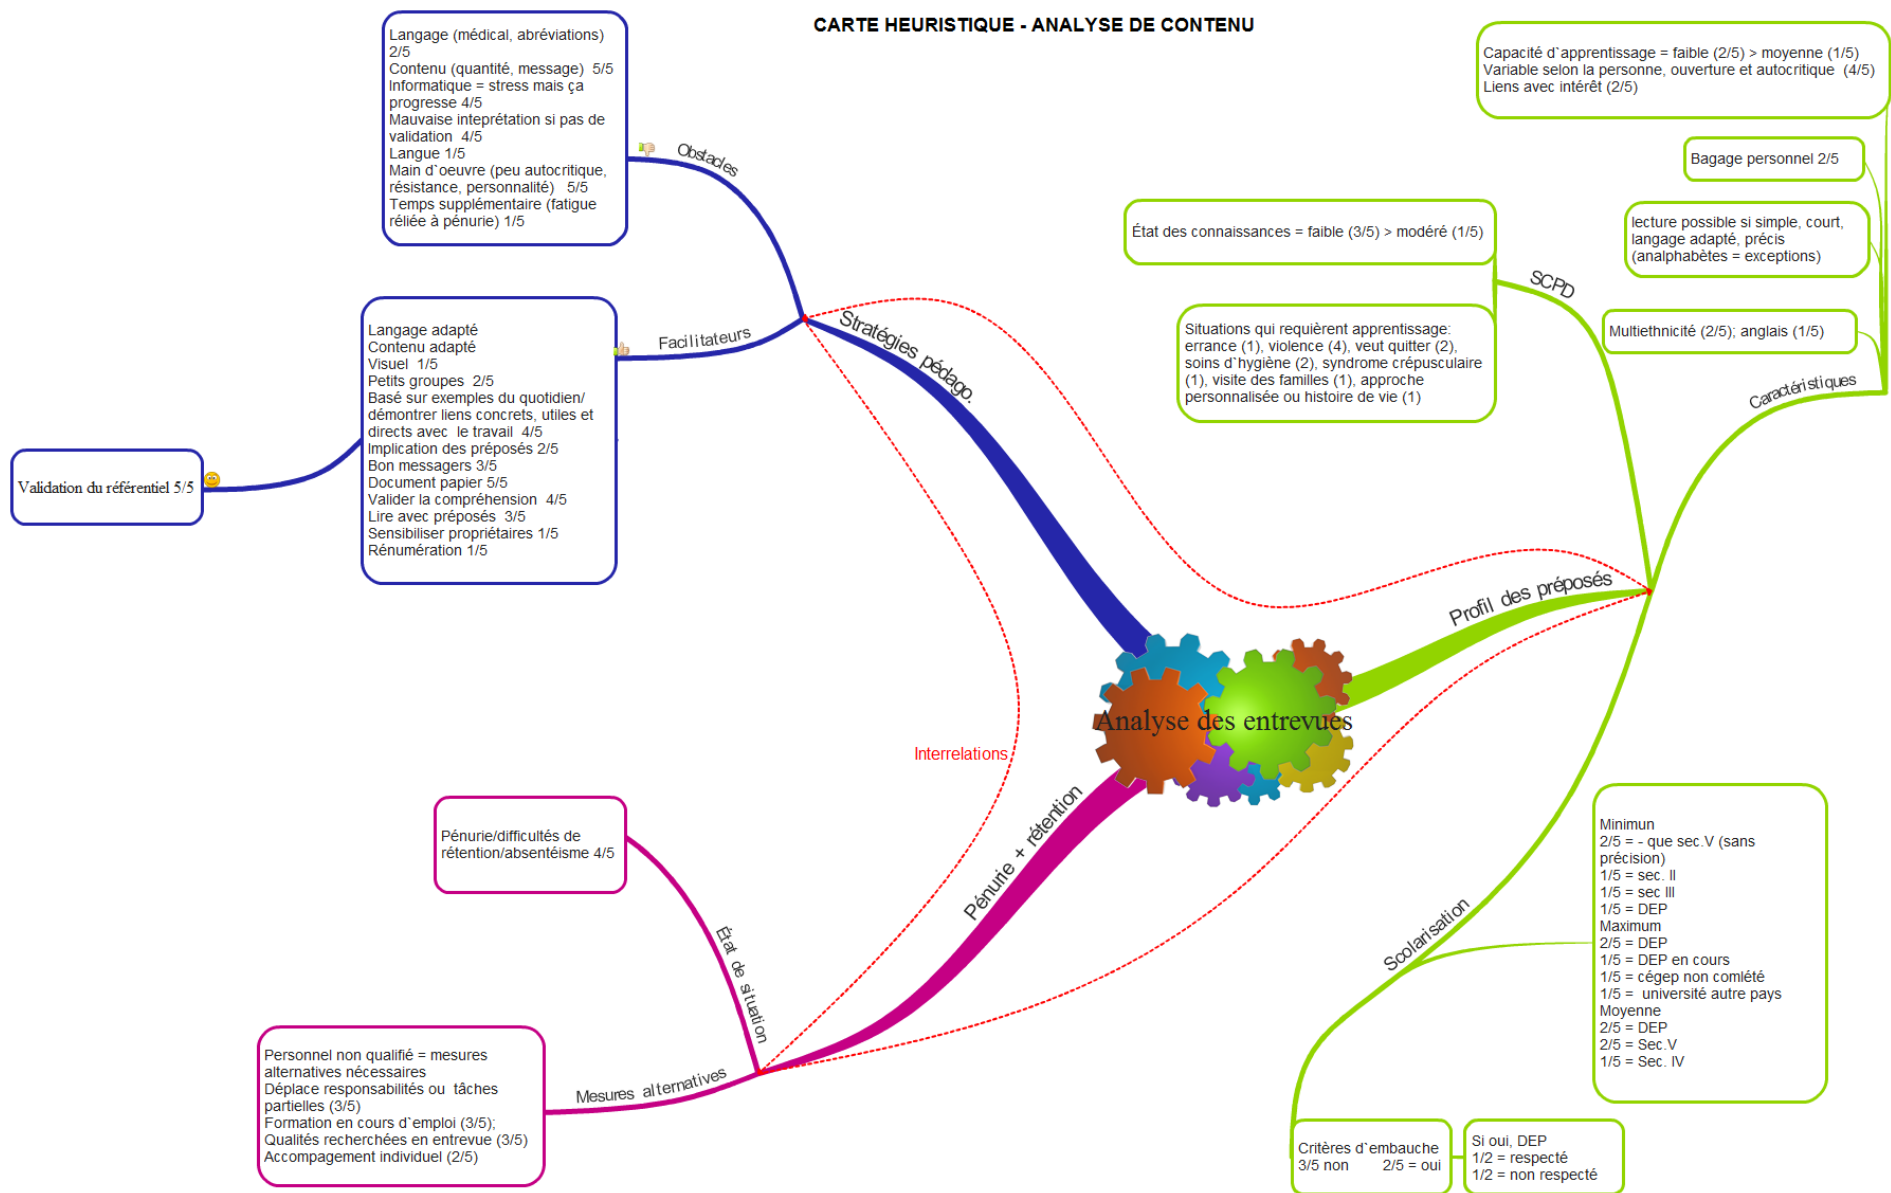 CARTE HEURISTIQUE - ANALYSE DE CONTENU
Langage (médical, abréviations)
2/5
Contenu (quantité, message)  5/5
Informatique = stress mais ça
progresse 4/5
Mauvaise inteprétation si pas de
validation  4/5
Langue 1/5
Main d`oeuvre (peu autocritique,
résistance, personnalité)   5/5
Temps supplémentaire (fatigue
réliée à pénurie) 1/5
Obstacles
Langage adapté
Contenu adapté
Visuel  1/5
Petits groupes  2/5
Basé sur exemples du quotidien/
démontrer liens concrets, utiles et
directs avec  le travail  4/5
Implication des préposés 2/5
Bon messagers 3/5
Document papier 5/5
Valider la compréhension  4/5
Lire avec préposés  3/5
Sensibiliser propriétaires 1/5
Rénumération 1/5
Facilitateurs
Validation du référentiel 5/5
Stratégies pédago.
Capacité d`apprentissage = faible (2/5) > moyenne (1/5)
Variable selon la personne, ouverture et autocritique  (4/5)
Liens avec intérêt (2/5)
Bagage personnel 2/5
lecture possible si simple, court,
langage adapté, précis
(analphabètes = exceptions)
Multiethnicité (2/5); anglais (1/5)
Caractéristiques
État des connaissances = faible (3/5) > modéré (1/5)
Situations qui requièrent apprentissage:
errance (1), violence (4), veut quitter (2),
soins d`hygiène (2), syndrome crépusculaire
(1), visite des familles (1), approche
personnalisée ou histoire de vie (1)
SCPD
Profil des préposés
Analyse des entrevues
Interrelations
Pénurie + rétention
Pénurie/difficultés de
rétention/absentéisme 4/5
État de situation
Personnel non qualifié = mesures
alternatives nécessaires
Déplace responsabilités ou  tâches
partielles (3/5)
Formation en cours d`emploi (3/5);
Qualités recherchées en entrevue (3/5)
Accompagnement individuel (2/5)
Mesures alternatives
Scolarisation
Minimun
2/5 = - que sec.V (sans
précision)
1/5 = sec. II
1/5 = sec III
1/5 = DEP
Maximum
2/5 = DEP
1/5 = DEP en cours
1/5 = cégep non comlété
1/5 =  université autre pays
Moyenne
2/5 = DEP
2/5 = Sec.V
1/5 = Sec. IV
Critères d`embauche
3/5 non        2/5 = oui
Si oui, DEP
1/2 = respecté
1/2 = non respecté